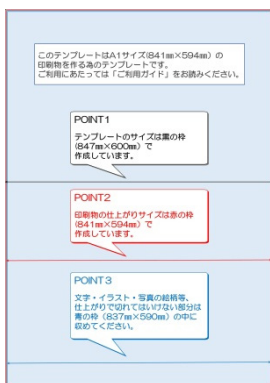 このテンプレートはA1サイズ(841㎜×594㎜)の
印刷物を作る為のテンプレートです。
ご利用にあたっては「ご利用ガイド」をお読みください。
POINT1
テンプレートのサイズは黒の枠
(847㎜×600㎜)で
作成しています。
POINT2
印刷物の仕上がりサイズは赤の枠
(841㎜×594㎜)で
作成しています。
POINT3
文字・イラスト・写真の絵柄等、
仕上がりで切れてはいけない部分は
青の枠(837㎜×590㎜)の中に
収めてください。